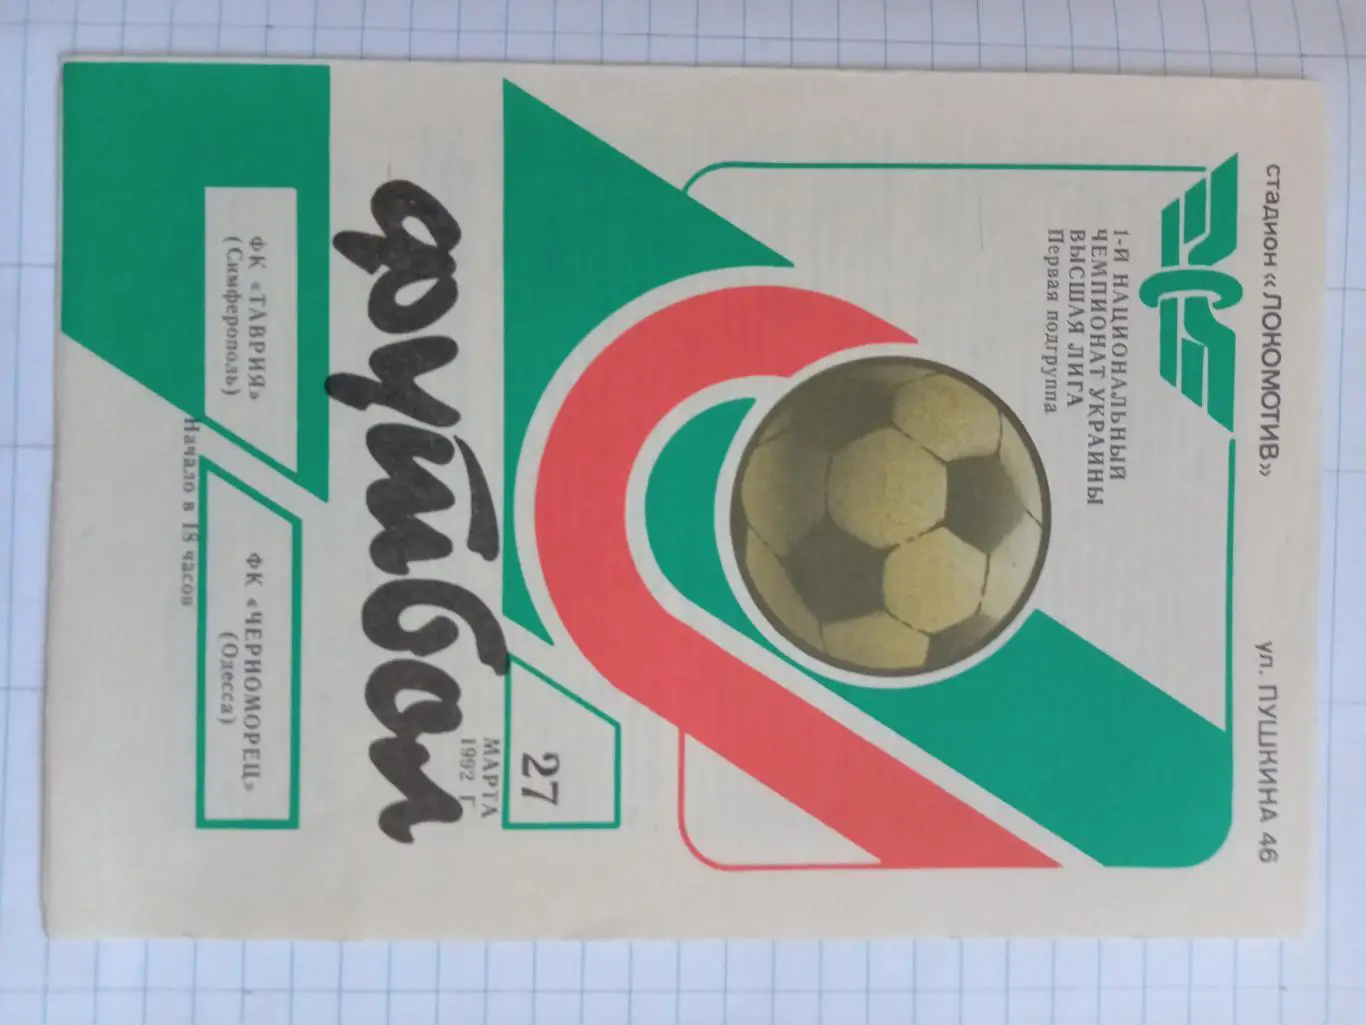 стадион «ЛОКОМОТИВ» ул. ПУШКИНА 46
1-Й НАЦИОНАЛЬНЫЙ
ЧЕМПИОНАТ УКРАИНЫ
ВЫСШАЯ ЛИГА
Первая подгруппа
27
МАРТА
1992 Г
футбол
ФК «ТАВРИЯ»
(Симферополь)
ФК «ЧЕРНОМОРЕЦ»
(Одесса)
Начало в 18 часов